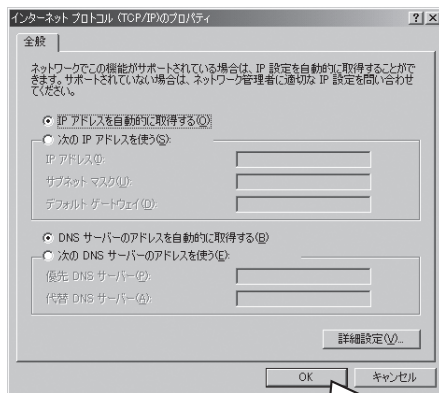 インターネット プロトコル (TCP/IP)のプロパティ
? ×
全般
ネットワークでこの機能がサポートされている場合は、IP 設定を自動的に取得することがで
きます。サポートされていない場合は、ネットワーク管理者に適切な IP 設定を問い合わせ
てください。
IP アドレスを自動的に取得する(O)
次の IP アドレスを使う(S):
IP アドレス(I):
サブネット マスク(U):
デフォルト ゲートウェイ(D):
DNS サーバーのアドレスを自動的に取得する(B)
次の DNS サーバーのアドレスを使う(E):
優先 DNS サーバー(P):
代替 DNS サーバー(A):
詳細設定(V)...
OK
キャンセル